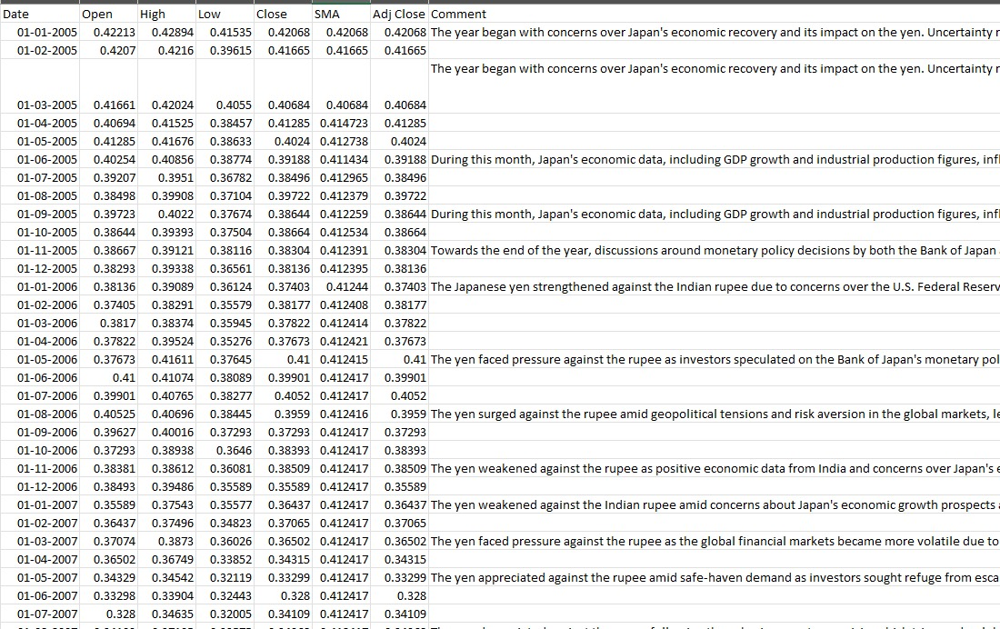 Date Open High Low Close SMA Adj Close Comment
01-01-2005 0.42213 0.42894 0.41535 0.42068 0.42068 0.42068 The year began with concerns over Japan's economic recovery and its impact on the yen. Uncertainty
01-02-2005 0.4207 0.4216 0.39615 0.41665 0.41665 0.41665
The year began with concerns over Japan's economic recovery and its impact on the yen. Uncertainty
01-03-2005 0.41661 0.42024 0.4055 0.40684 0.40684 0.40684
01-04-2005 0.40694 0.41525 0.38457 0.41285 0.414723 0.41285
01-05-2005 0.41285 0.41676 0.38633 0.4024 0.412738 0.4024
01-06-2005 0.40254 0.40856 0.38774 0.39188 0.411434 0.39188 During this month, Japan's economic data, including GDP growth and industrial production figures, infl
01-07-2005 0.39207 0.3951 0.36782 0.38496 0.412965 0.38496
01-08-2005 0.38498 0.39908 0.37104 0.39722 0.412379 0.39722
01-09-2005 0.39723 0.4022 0.37674 0.38644 0.412259 0.38644 During this month, Japan's economic data, including GDP growth and industrial production figures, infl
01-10-2005 0.38644 0.39393 0.37504 0.38664 0.412534 0.38664
01-11-2005 0.38667 0.39121 0.38116 0.38304 0.412391 0.38304 Towards the end of the year, discussions around monetary policy decisions by both the Bank of Japan
01-12-2005 0.38293 0.39338 0.36561 0.38136 0.412395 0.38136
01-01-2006 0.38136 0.39089 0.36124 0.37403 0.41244 0.37403 The Japanese yen strengthened against the Indian rupee due to concerns over the U.S. Federal Reserv
01-02-2006 0.37405 0.38291 0.35579 0.38177 0.412408 0.38177
01-03-2006 0.3817 0.38374 0.35945 0.37822 0.412414 0.37822
01-04-2006 0.37822 0.39524 0.35276 0.37673 0.412421 0.37673
01-05-2006 0.37673 0.41611 0.37645 0.41 0.412415 0.41 The yen faced pressure against the rupee as investors speculated on the Bank of Japan's monetary pol
01-06-2006 0.41 0.41074 0.38089 0.39901 0.412417 0.39901
01-07-2006 0.39901 0.40765 0.38277 0.4052 0.412417 0.4052
01-08-2006 0.40525 0.40696 0.38445 0.3959 0.412416 0.3959 The yen surged against the rupee amid geopolitical tensions and risk aversion in the global markets, le
01-09-2006 0.39627 0.40016 0.37293 0.37293 0.412417 0.37293
01-10-2006 0.37293 0.38938 0.3646 0.38393 0.412417 0.38393
01-11-2006 0.38381 0.38612 0.36081 0.38509 0.412417 0.38509 The yen weakened against the rupee as positive economic data from India and concerns over Japan's
01-12-2006 0.38493 0.39486 0.35589 0.35589 0.412417 0.35589
01-01-2007 0.35589 0.37543 0.35577 0.36437 0.412417 0.36437 The yen weakened against the Indian rupee amid concerns about Japan's economic growth prospects
01-02-2007 0.36437 0.37496 0.34823 0.37065 0.412417 0.37065
01-03-2007 0.37074 0.3873 0.36026 0.36502 0.412417 0.36502 The yen faced pressure against the rupee as the global financial markets became more volatile due to
01-04-2007 0.36502 0.36749 0.33852 0.34315 0.412417 0.34315
01-05-2007 0.34329 0.34542 0.32119 0.33299 0.412417 0.33299 The yen appreciated against the rupee amid safe-haven demand as investors sought refuge from esca
01-06-2007 0.33298 0.33904 0.32443 0.328 0.412417 0.328
01-07-2007 0.328 0.34635 0.32005 0.34109 0.412417 0.34109